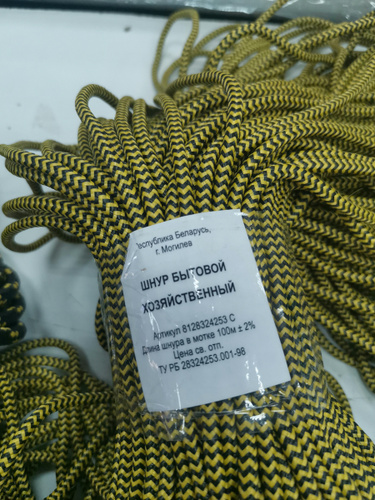 Республика Беларусь,
г. Могилев
ШНУР БЫТОВОЙ
ХОЗЯЙСТВЕННЫЙ
Артикул 8128324253 С
Длина шнура в мотке 100м ± 2%
Цена св. отп.
ТУ РБ 28324253.001-98